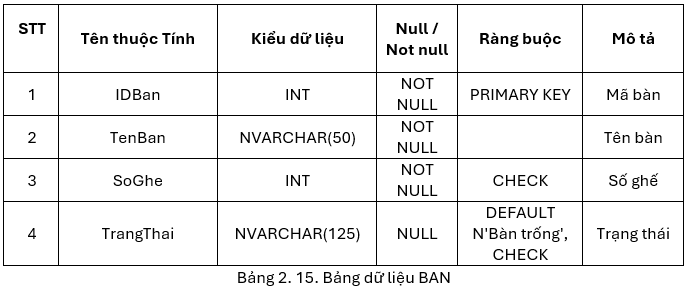 STT Tên thuộc Tính Kiểu dữ liệu Null / Not null Ràng buộc Mô tả
1 IDBan INT NOT NULL PRIMARY KEY Mã bàn
2 TenBan NVARCHAR(50) NOT NULL Tên bàn
3 SoGhe INT NOT NULL CHECK Số ghế
4 TrangThai NVARCHAR(125) NULL DEFAULT N'Bàn trống', CHECK Trạng thái
Bảng 2. 15. Bảng dữ liệu BAN